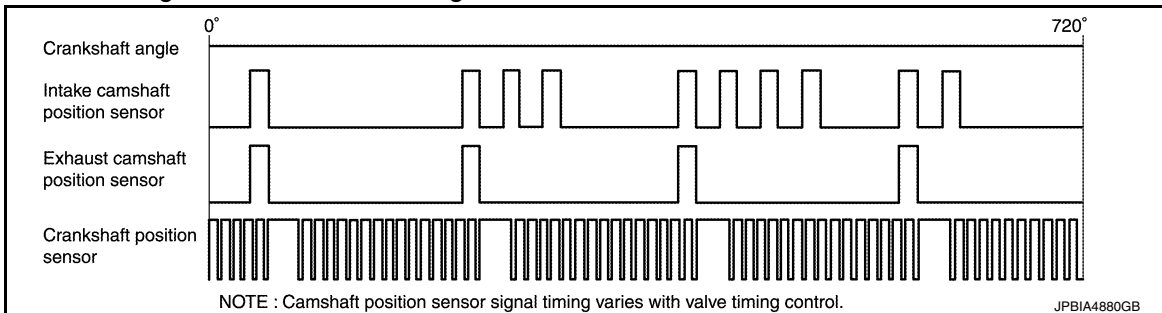 0° 720°
Crankshaft angle
Intake camshaft
position sensor
Exhaust camshaft
position sensor
Crankshaft position
sensor
NOTE : Camshaft position sensor signal timing varies with valve timing control.
JPBIA4880GB